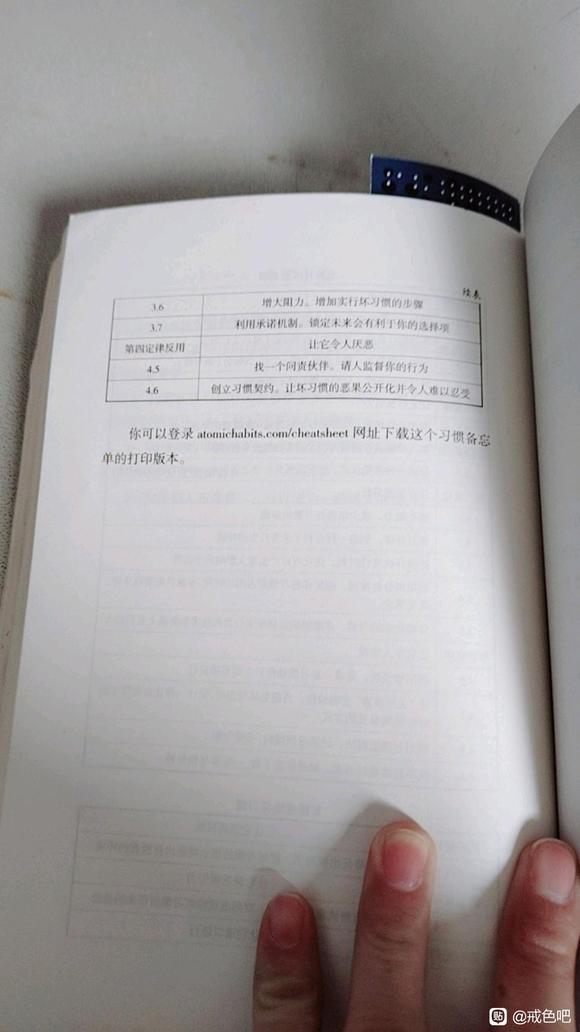 续表
3.6 增大阻力。增加实行坏习惯的步骤
3.7 利用承诺机制。锁定未来会有利于你的选择项
第四定律反用 让它令人厌恶
4.5 找一个问责伙伴。请人监督你的行为
4.6 创立习惯契约。让坏习惯的恶果公开化并令人难以忍受
你可以登录 atomichabits.com/cheatsheet 网址下载这个习惯备忘
单的打印版本。
贴 @戒色吧